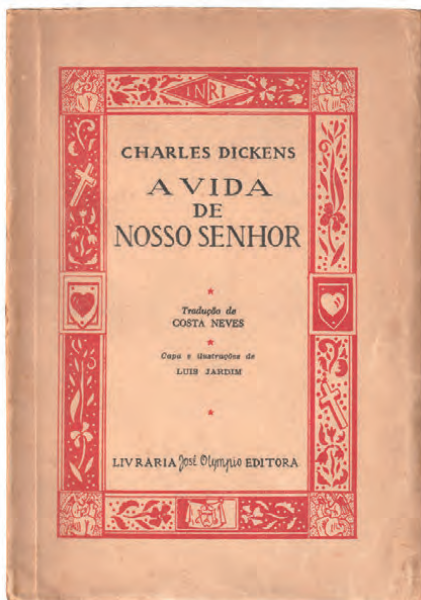 INRI
CHARLES DICKENS
A VIDA
DE
NOSSO SENHOR
Tradução de
COSTA NEVES
Capa e ilustrações de
LUIS JARDIM
LIVRARIA José Olympio EDITORA